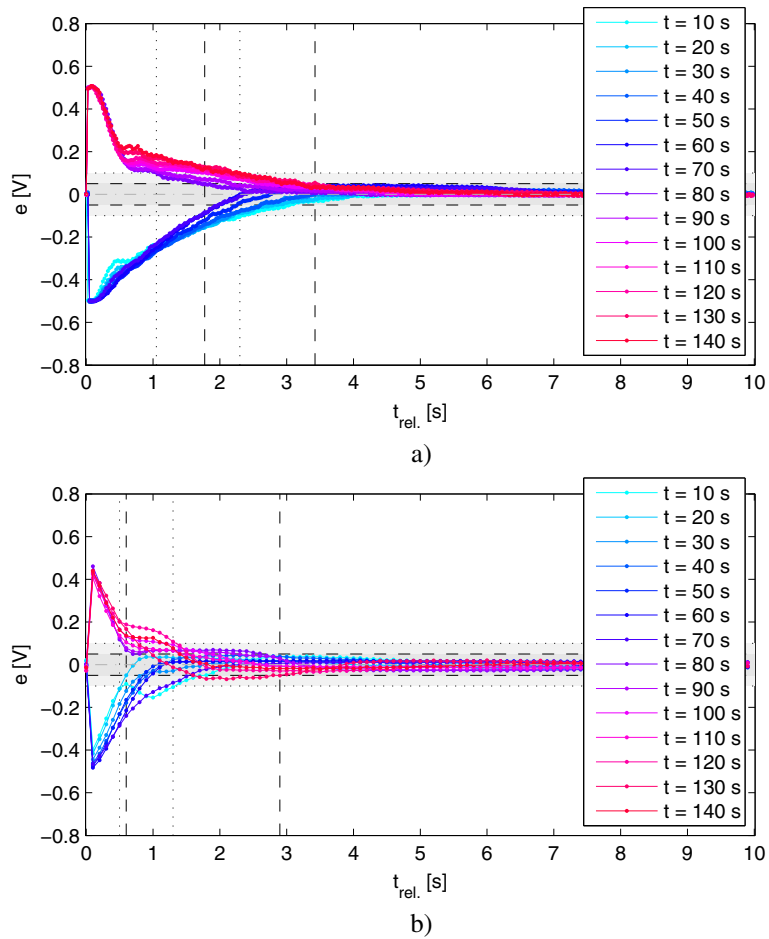 0.8
0.6
0.4
0.2
0
−0.2
−0.4
−0.6
−0.8
e [V]
0 1 2 3 4 5 6 7 8 9 10
t rel. [s]
t = 10 s
t = 20 s
t = 30 s
t = 40 s
t = 50 s
t = 60 s
t = 70 s
t = 80 s
t = 90 s
t = 100 s
t = 110 s
t = 120 s
t = 130 s
t = 140 s
a)
0.8
0.6
0.4
0.2
0
−0.2
−0.4
−0.6
−0.8
e [V]
0 1 2 3 4 5 6 7 8 9 10
t rel. [s]
t = 10 s
t = 20 s
t = 30 s
t = 40 s
t = 50 s
t = 60 s
t = 70 s
t = 80 s
t = 90 s
t = 100 s
t = 110 s
t = 120 s
t = 130 s
t = 140 s
b)